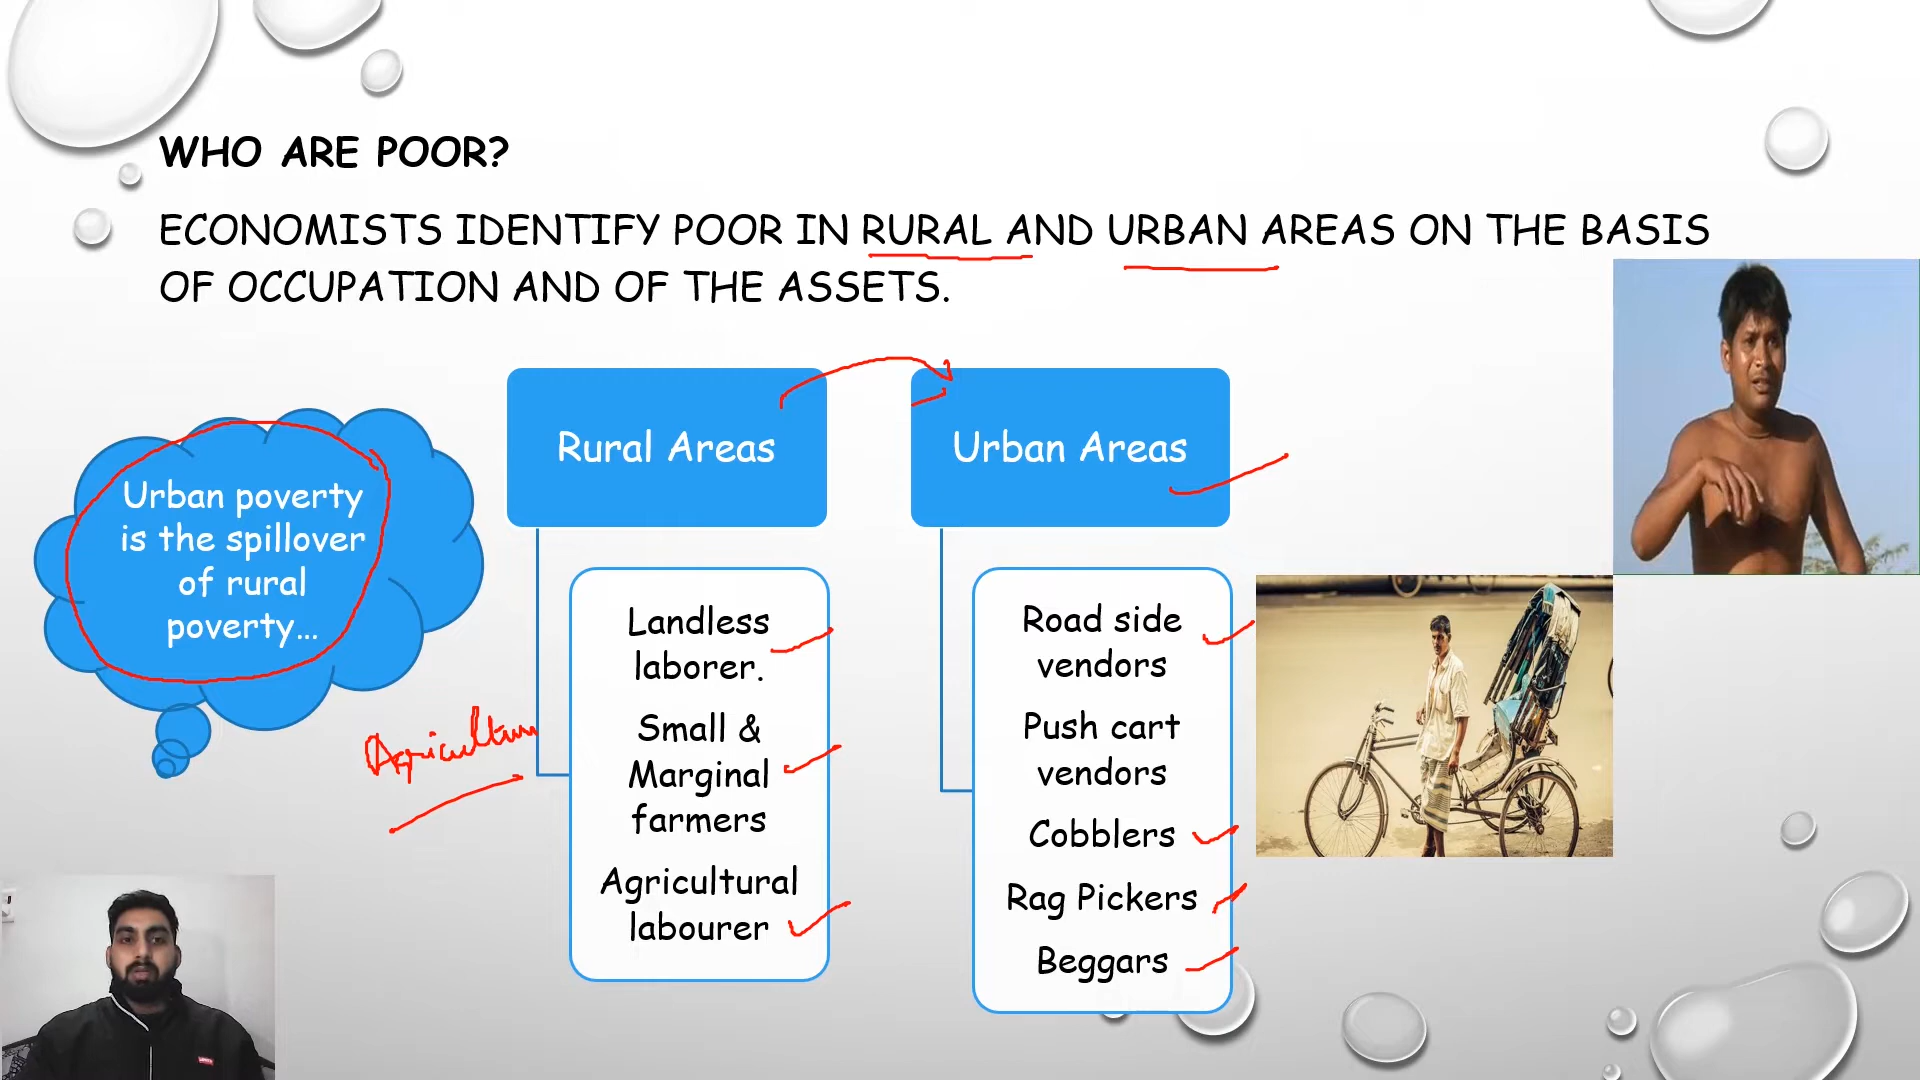 WHO ARE POOR?
ECONOMISTS IDENTIFY POOR IN RURAL AND URBAN AREAS ON THE BASIS
OF OCCUPATION AND OF THE ASSETS.
Urban poverty
is the spillover
of rural
poverty...
Agriculture
Rural Areas
Landless
laborer.
Small &
Marginal
farmers
Agricultural
labourer
Urban Areas
Road side
vendors
Push cart
vendors
Cobblers
Rag Pickers
Beggars